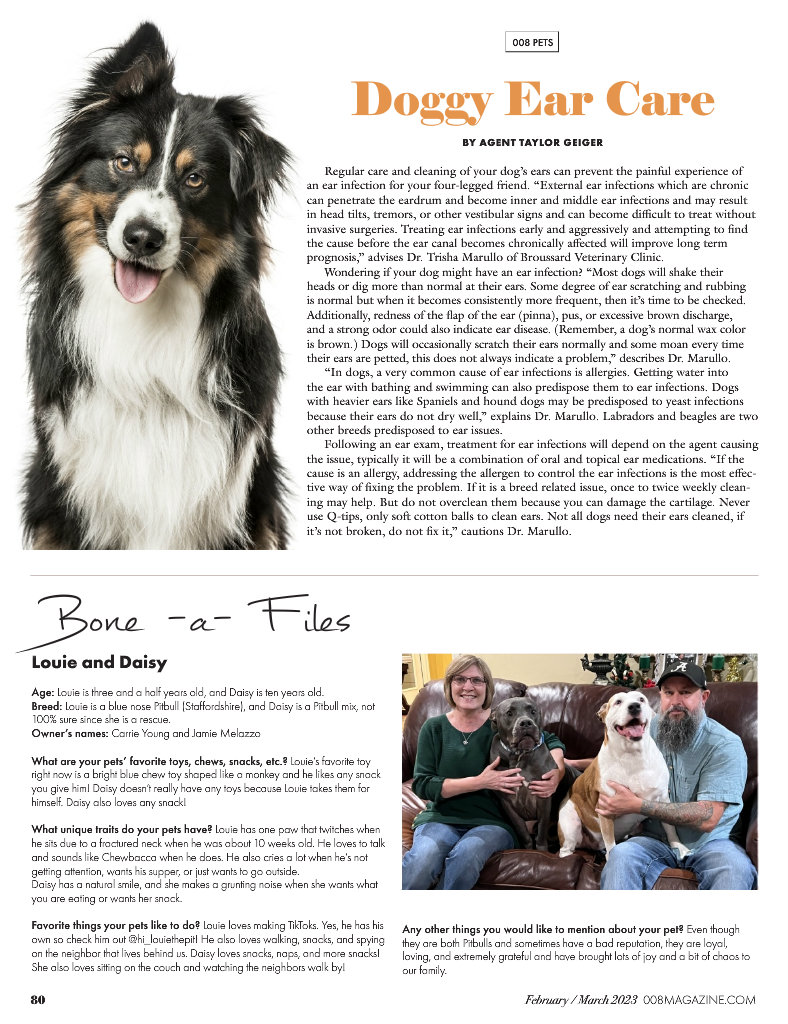 008 PETS
Doggy Ear Care
BY AGENT TAYLOR GEIGER
Regular care and cleaning of your dog's ears can prevent the painful experience of
an ear infection for your four-legged friend. "External ear infections which are chronic
can penetrate the eardrum and become inner and middle ear infections and may result
in head tilts, tremors, or other vestibular signs and can become difficult to treat without
invasive surgeries. Treating ear infections early and aggressively and attempting to find
the cause before the ear canal becomes chronically affected will improve long term
prognosis," advises Dr. Trisha Marullo of Broussard Veterinary Clinic.
Wondering if your dog might have an ear infection? "Most dogs will shake their
heads or dig more than normal at their ears. Some degree of ear scratching and rubbing
is normal but when it becomes consistently more frequent, then it's time to be checked.
Additionally, redness of the flap of the ear (pinna), pus, or excessive brown discharge,
and a strong odor could also indicate ear disease. (Remember, a dog's normal wax color
is brown.) Dogs will occasionally scratch their ears normally and some moan every time
their ears are petted, this does not always indicate a problem," describes Dr. Marullo.
"In dogs, a very common cause of ear infections is allergies. Getting water into
the ear with bathing and swimming can also predispose them to ear infections. Dogs
with heavier ears like Spaniels and hound dogs may be predisposed to yeast infections
because their ears do not dry well," explains Dr. Marullo. Labradors and beagles are two
other breeds predisposed to ear issues.
Following an ear exam, treatment for ear infections will depend on the agent causing
the issue, typically it will be a combination of oral and topical ear medications. "If the
cause is an allergy, addressing the allergen to control the ear infections is the most effec-
tive way of fixing the problem. If it is a breed related issue, once to twice weekly clean-
ing may help. But do not overclean them because you can damage the cartilage. Never
use Q-tips, only soft cotton balls to clean ears. Not all dogs need their ears cleaned, if
it's not broken, do not fix it," cautions Dr. Marullo.
Bone -a- Files
Louie and Daisy
Age: Louie is three and a half years old, and Daisy is ten years old.
Breed: Louie is a blue nose Pitbull (Staffordshire), and Daisy is a Pitbull mix, not
100% sure since she is a rescue.
Owner's names: Carrie Young and Jamie Melazzo
What are your pets' favorite toys, chews, snacks, etc.? Louie's favorite toy
right now is a bright blue chew toy shaped like a monkey and he likes any snack
you give him! Daisy doesn't really have any toys because Louie takes them for
himself. Daisy also loves any snack!
What unique traits do your pets have? Louie has one paw that twitches when
he sits due to a fractured neck when he was about 10 weeks old. He loves to talk
and sounds like Chewbacca when he does. He also cries a lot when he's not
getting attention, wants his supper, or just wants to go outside.
Daisy has a natural smile, and she makes a grunting noise when she wants what
you are eating or wants her snack.
Favorite things your pets like to do? Louie loves making TikToks. Yes, he has his
own so check him out @hi_louiethepit! He also loves walking, snacks, and spying
on the neighbor that lives behind us. Daisy loves snacks, naps, and more snacks!
She also loves sitting on the couch and watching the neighbors walk by!
Any other things you would like to mention about your pet? Even though
they are both Pitbulls and sometimes have a bad reputation, they are loyal,
loving, and extremely grateful and have brought lots of joy and a bit of chaos to
our family.
80
February / March 2023 008MAGAZINE.COM